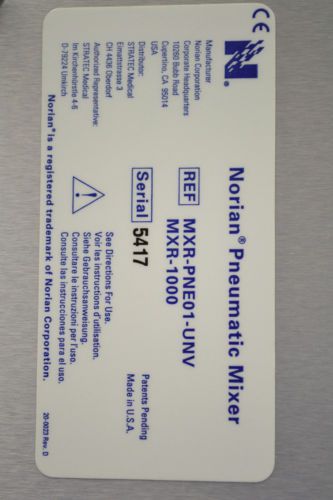 CE
Norian® Pneumatic Mixer
Manufacturer
Norian Corporation
Corporate Headquarters
10260 Bubb Road
Cupertino, CA 95014
USA
Distributor:
STRATEC Medical
Eimattstrasse 3
CH 4436 Oberdorf
Authorized Representative:
STRATEC Medical
Im Kirchenhürstle 4-6
D-79224 Umkirch
REF MXR-PNE01-UNV
MXR-1000
Serial 5417
See Directions For Use.
Voir les instructions d'utilisation.
Siehe Gebrauchsanweisung.
Consultare le istruzioni per l'uso.
Consulte las instrucciones para el uso.
Patents Pending
Made in U.S.A.
Norian® is a registered trademark of Norian Corporation.
20-0023 Rev. D